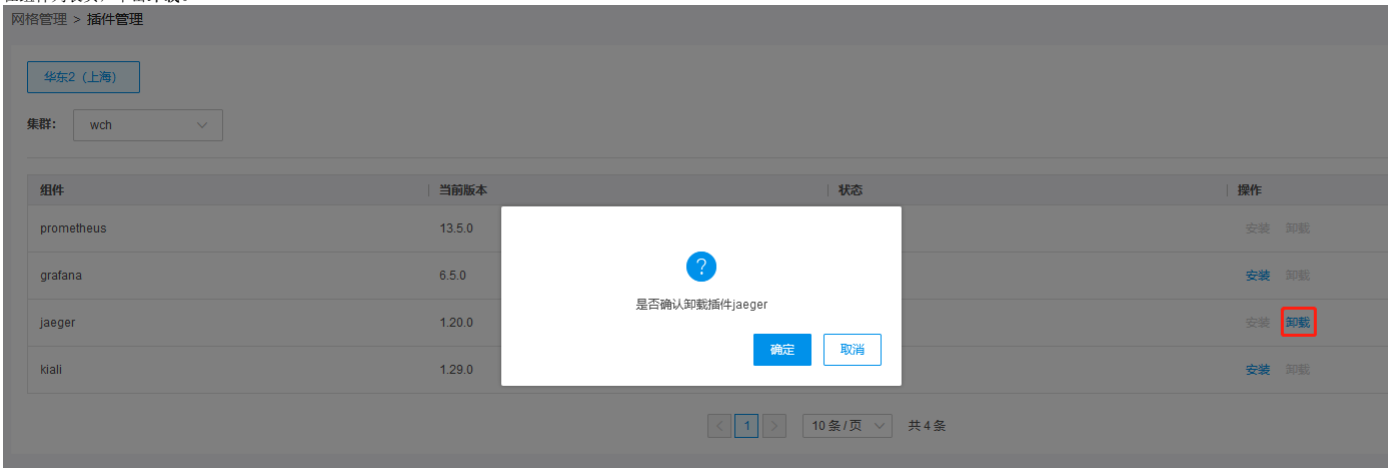 网格管理 > 插件管理
华东2（上海）
集群： wch
组件 当前版本 状态 操作
prometheus 13.5.0 安装 卸载
grafana 6.5.0 安装 卸载
是否确认卸载插件jaeger
jaeger 1.20.0 安装 卸载
确定 取消
kiali 1.29.0 安装 卸载
< 1 > 10 条/页 共 4 条